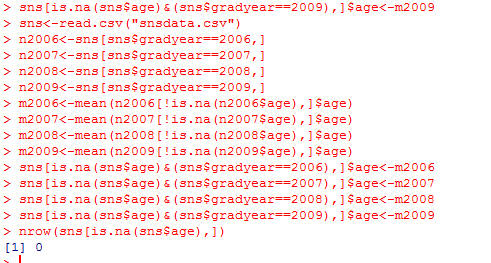 > sns[is.na(sns$age)&(sns$gradyear==2009),]$age<-m2009
> sns<-read.csv("snsdata.csv")
> n2006<-sns[sns$gradyear==2006,]
> n2007<-sns[sns$gradyear==2007,]
> n2008<-sns[sns$gradyear==2008,]
> n2009<-sns[sns$gradyear==2009,]
> m2006<-mean(n2006[!is.na(n2006$age),]$age)
> m2007<-mean(n2007[!is.na(n2007$age),]$age)
> m2008<-mean(n2008[!is.na(n2008$age),]$age)
> m2009<-mean(n2009[!is.na(n2009$age),]$age)
> sns[is.na(sns$age)&(sns$gradyear==2006),]$age<-m2006
> sns[is.na(sns$age)&(sns$gradyear==2007),]$age<-m2007
> sns[is.na(sns$age)&(sns$gradyear==2008),]$age<-m2008
> sns[is.na(sns$age)&(sns$gradyear==2009),]$age<-m2009
> nrow(sns[is.na(sns$age),])
[1] 0
>